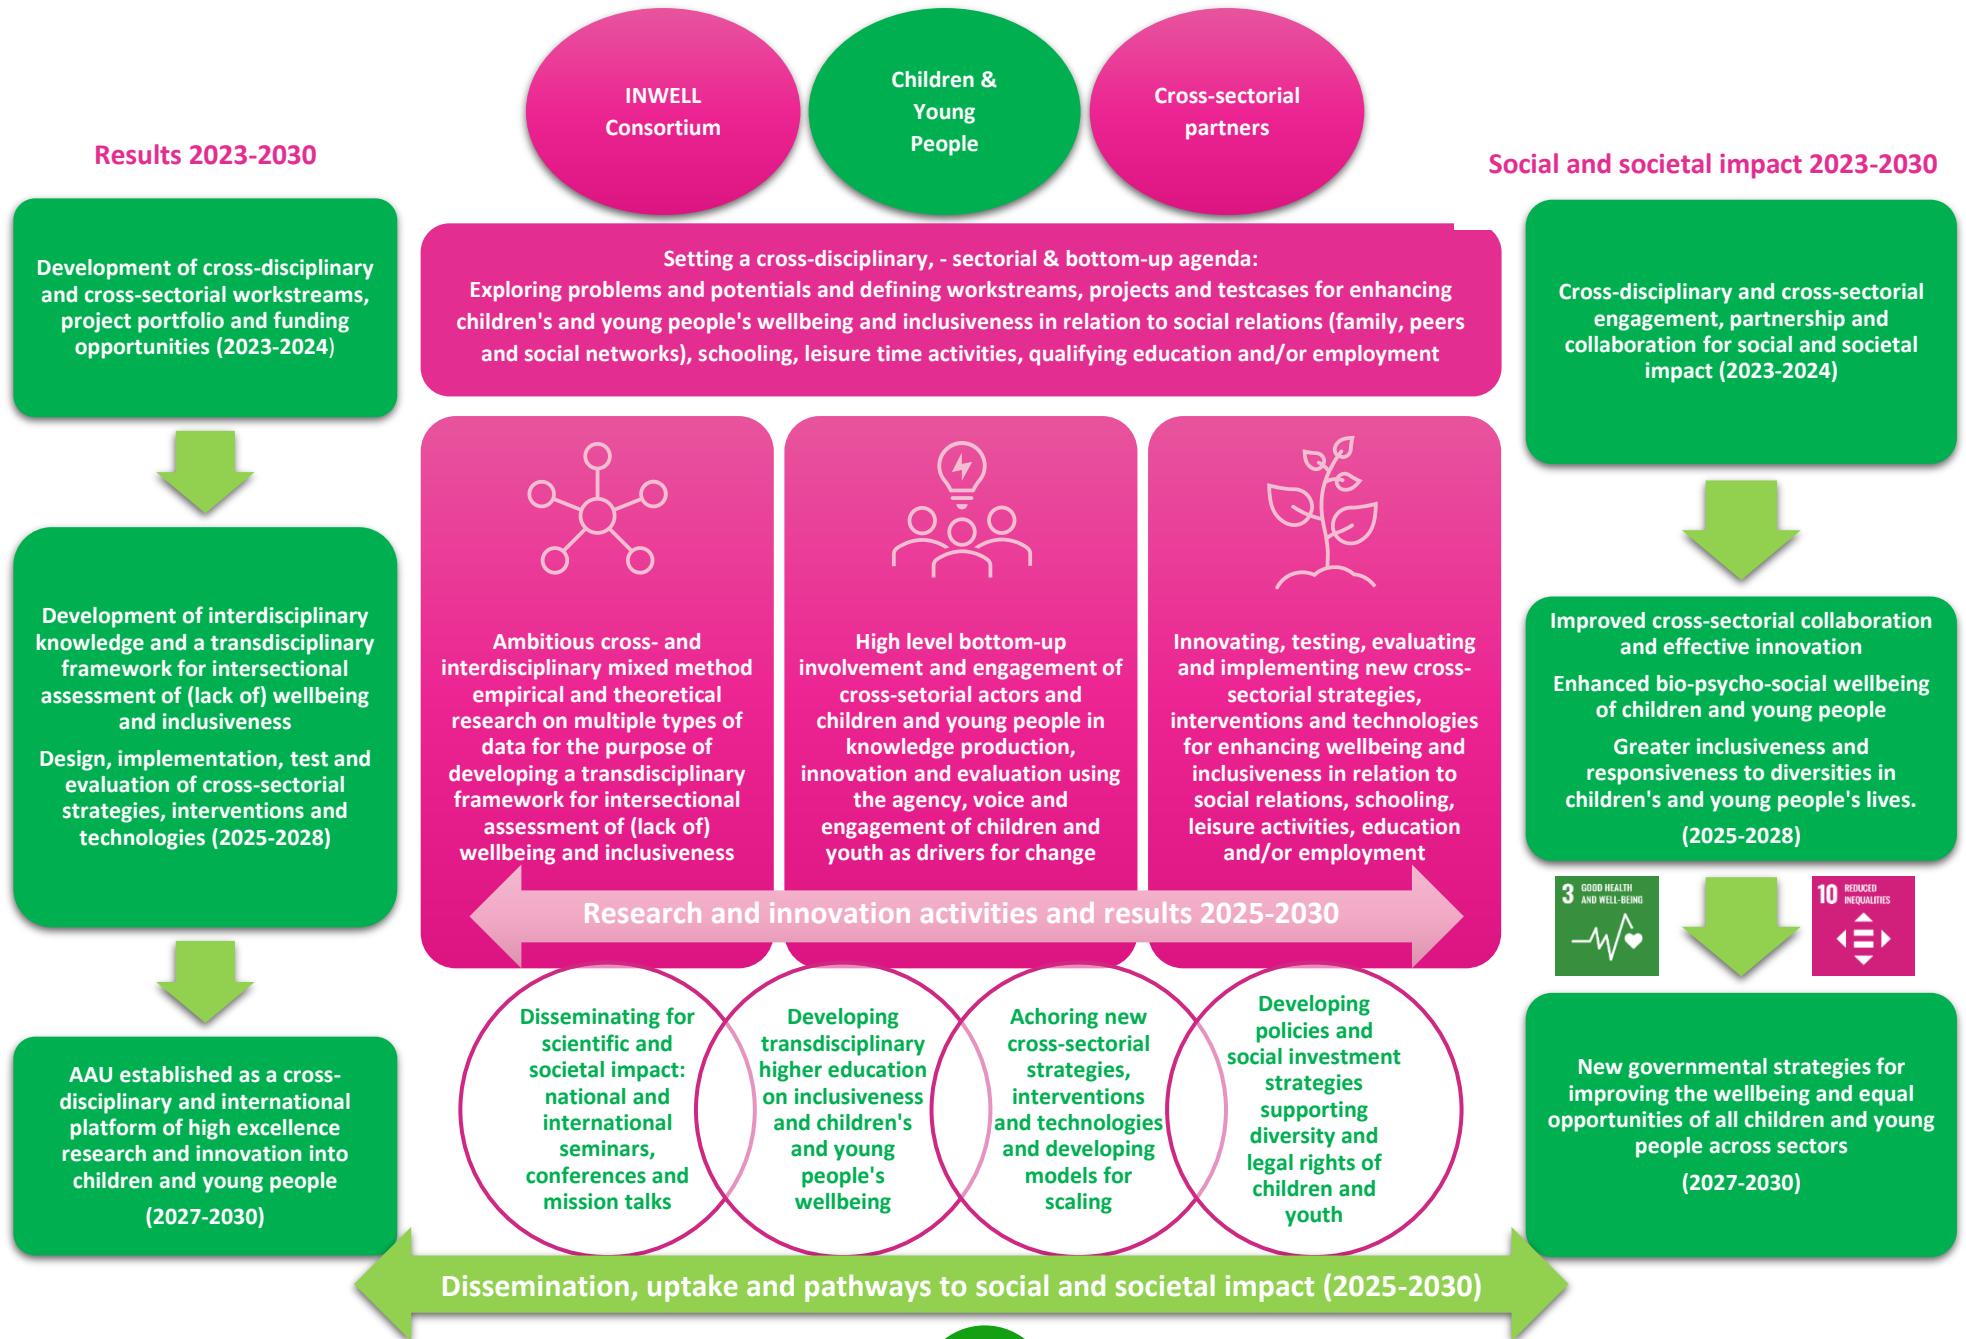 INWELL
Consortium
Children &
Young
People
Cross-sectorial
partners
Results 2023-2030
Development of cross-disciplinary
and cross-sectorial workstreams,
project portfolio and funding
opportunities (2023-2024)
Development of interdisciplinary
knowledge and a transdisciplinary
framework for intersectional
assessment of (lack of) wellbeing
and inclusiveness
Design, implementation, test and
evaluation of cross-sectorial
strategies, interventions and
technologies (2025-2028)
AAU established as a cross-
disciplinary and international
platform of high excellence
research and innovation into
children and young people
(2027-2030)
Setting a cross-disciplinary, - sectorial & bottom-up agenda:
Exploring problems and potentials and defining workstreams, projects and testcases for enhancing
children's and young people's wellbeing and inclusiveness in relation to social relations (family, peers
and social networks), schooling, leisure time activities, qualifying education and/or employment
Ambitious cross- and
interdisciplinary mixed method
empirical and theoretical
research on multiple types of
data for the purpose of
developing a transdisciplinary
framework for intersectional
assessment of (lack of)
wellbeing and inclusiveness
High level bottom-up
involvement and engagement of
cross-setorial actors and
children and young people in
knowledge production,
innovation and evaluation using
the agency, voice and
engagement of children and
youth as drivers for change
Innovating, testing, evaluating
and implementing new cross-
sectorial strategies,
interventions and technologies
for enhancing wellbeing and
inclusiveness in relation to
social relations, schooling,
leisure activities, education
and/or employment
Research and innovation activities and results 2025-2030
Disseminating for
scientific and
societal impact:
national and
international
seminars,
conferences and
mission talks
Developing
transdisciplinary
higher education
on inclusiveness
and children's
and young
people's
wellbeing
Achoring new
cross-sectorial
strategies,
interventions
and technologies
and developing
models for
scaling
Developing
policies and
social investment
strategies
supporting
diversity and
legal rights of
children and
youth
Dissemination, uptake and pathways to social and societal impact (2025-2030)
Social and societal impact 2023-2030
Cross-disciplinary and cross-sectorial
engagement, partnership and
collaboration for social and societal
impact (2023-2024)
Improved cross-sectorial collaboration
and effective innovation
Enhanced bio-psycho-social wellbeing
of children and young people
Greater inclusiveness and
responsiveness to diversities in
children's and young people's lives.
(2025-2028)
3 GOOD HEALTH
AND WELL-BEING
10 REDUCED
INEQUALITIES
New governmental strategies for
improving the wellbeing and equal
opportunities of all children and young
people across sectors
(2027-2030)